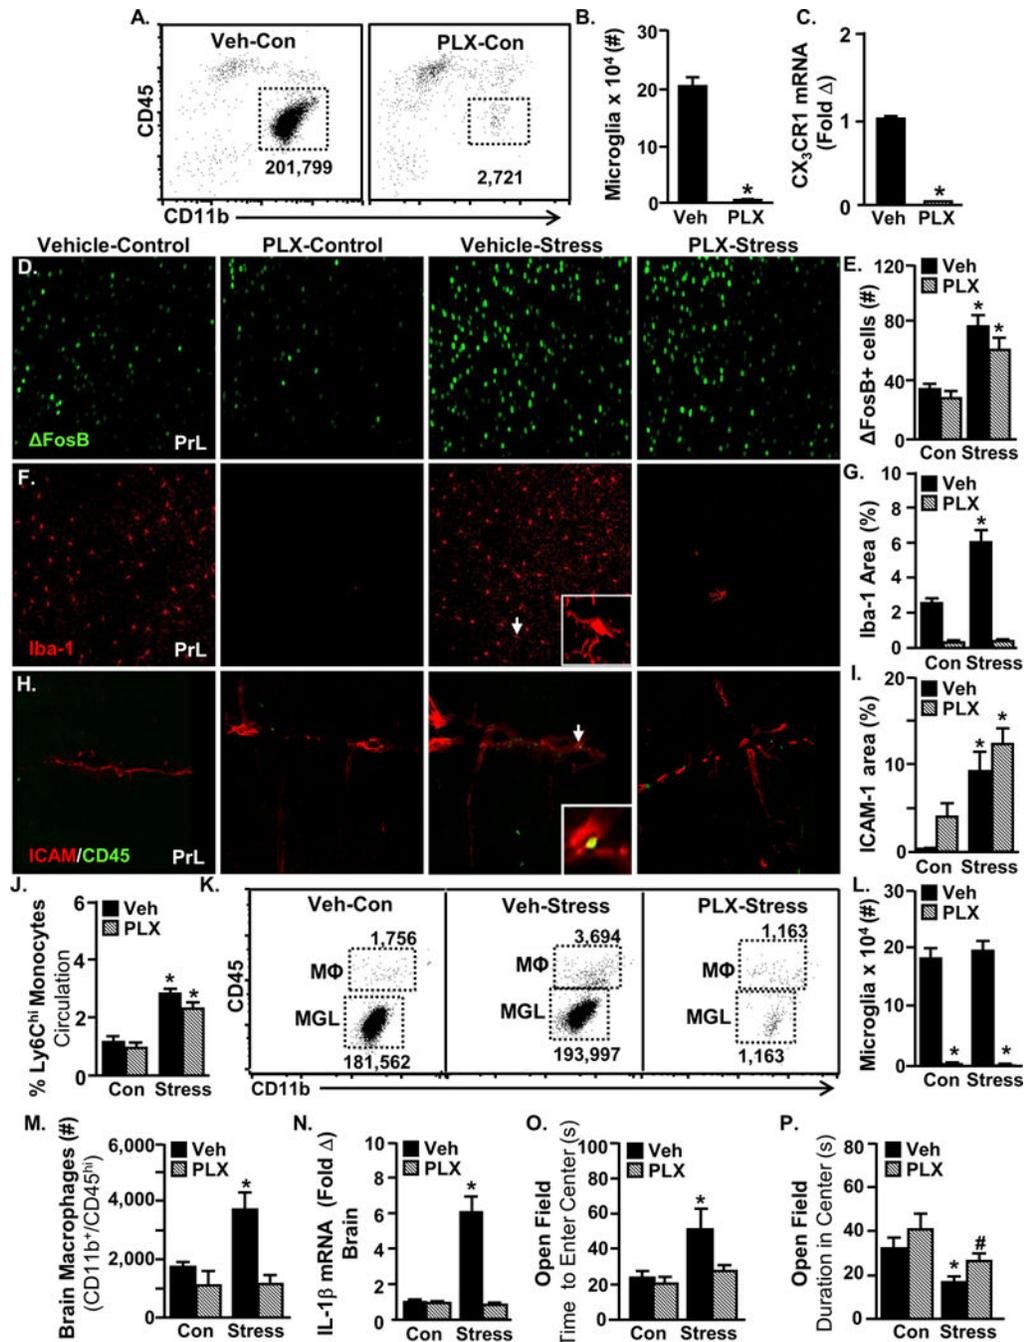 A.
Veh-Con
PLX-Con
CD45
201,799
2,721
CD11b
B.
Microglia x 10⁴ (#)
30
20
10
0
*
Veh PLX
C.
CX₃CR1 mRNA
(Fold Δ)
2
1
0
*
Veh PLX
Vehicle-Control PLX-Control Vehicle-Stress PLX-Stress
D.
ΔFosB PrL
E.
ΔFosB+ cells (#)
120
80
40
0
Veh
PLX
* *
Con Stress
F.
Iba-1 PrL
G.
Iba-1 Area (%)
10
8
6
4
2
0
Veh
PLX
*
Con Stress
H.
ICAM/CD45 PrL
I.
ICAM-1 area (%)
20
10
0
Veh
PLX
* *
Con Stress
J.
% Ly6Cʰⁱ Monocytes
Circulation
6
4
2
0
Veh
PLX
* *
Con Stress
K.
CD45
Veh-Con Veh-Stress PLX-Stress
1,756 3,694 1,163
MΦ MΦ MΦ
MGL MGL MGL
181,562 193,997 1,163
CD11b
L.
Microglia x 10⁴ (#)
30
20
10
0
Veh
PLX
* *
Con Stress
M.
Brain Macrophages (#)
(CD11b⁺/CD45ʰⁱ)
6,000
4,000
2,000
0
Veh
PLX
*
Con Stress
N.
IL-1β mRNA (Fold Δ)
Brain
10
8
6
4
2
0
Veh
PLX
*
Con Stress
O.
Open Field
Time to Enter Center (s)
100
80
60
40
20
0
Veh
PLX
*
Con Stress
P.
Open Field
Duration in Center (s)
80
60
40
20
0
Veh
PLX
* #
Con Stress